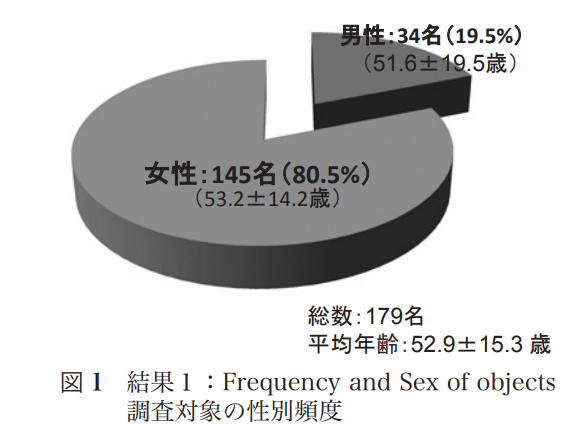 男性：34名（19.5%）
（51.6±19.5歳）
女性：145名（80.5%）
（53.2±14.2歳）
総数：179名
平均年齢：52.9±15.3 歳
図 1 結果 1 ：Frequency and Sex of objects
調査対象の性別頻度